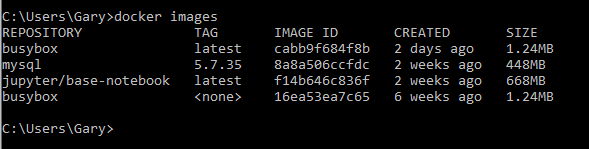 C:\Users\Gary>docker images
REPOSITORY TAG IMAGE ID CREATED SIZE
busybox latest cabb9f684f8b 2 days ago 1.24MB
mysql 5.7.35 8a8a506ccfdc 2 weeks ago 448MB
jupyter/base-notebook latest f14b646c836f 2 weeks ago 668MB
busybox <none> 16ea53ea7c65 6 weeks ago 1.24MB
C:\Users\Gary>